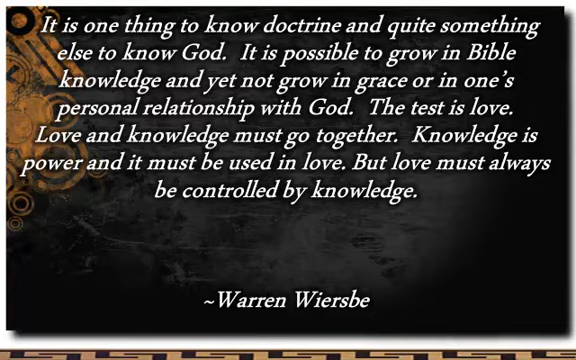 It is one thing to know doctrine and quite something
else to know God.  It is possible to grow in Bible
knowledge and yet not grow in grace or in one's
personal relationship with God.  The test is love.
Love and knowledge must go together.  Knowledge is
power and it must be used in love. But love must always
be controlled by knowledge.
~Warren Wiersbe